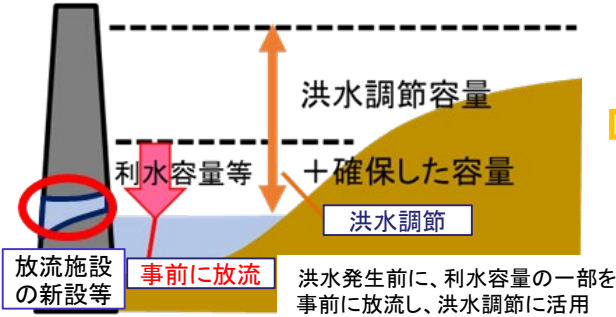 洪水調節容量
利水容量等
＋確保した容量
洪水調節
放流施設
の新設等
事前に放流
洪水発生前に、利水容量の一部を
事前に放流し、洪水調節に活用